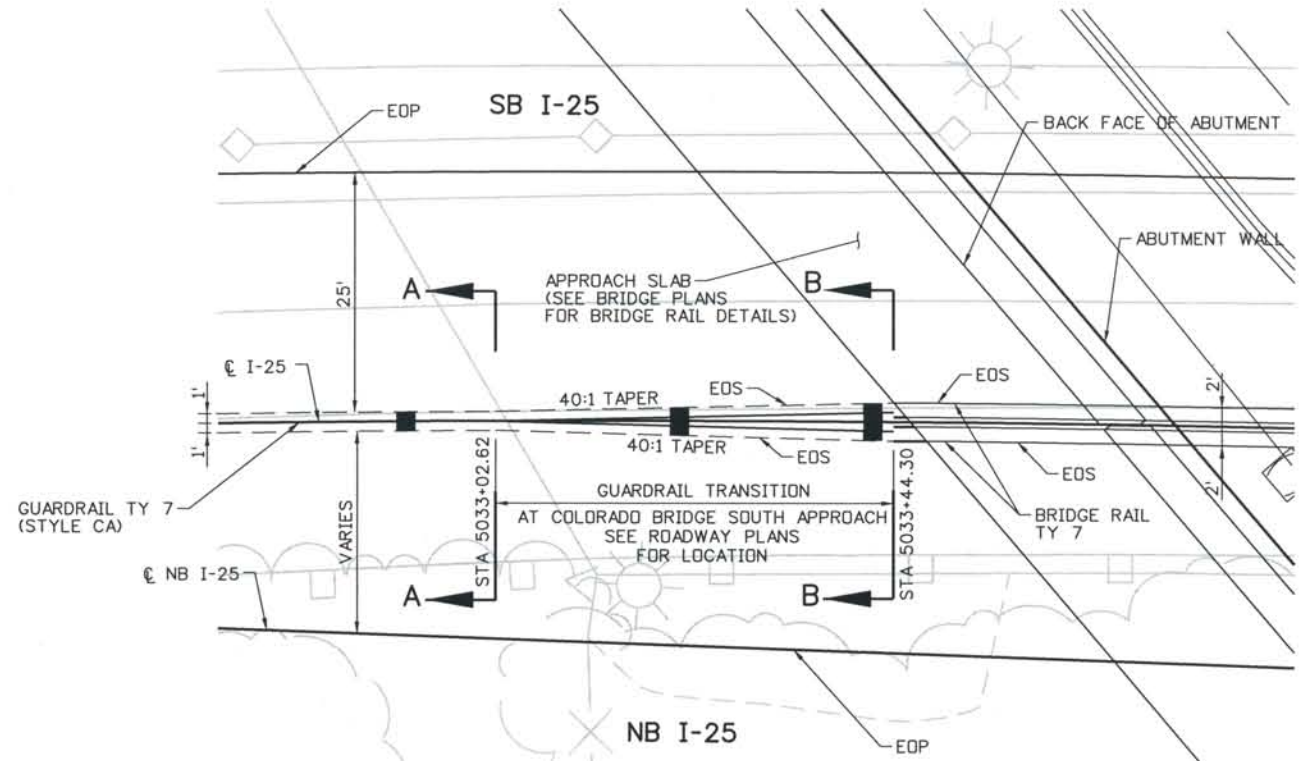 SB I-25
EOP
BACK FACE OF ABUTMENT
ABUTMENT WALL
APPROACH SLAB
(SEE BRIDGE PLANS
FOR BRIDGE RAIL DETAILS)
A
B
25'
℄ I-25
1'
1'
40:1 TAPER
EOS
EOS
2'
40:1 TAPER
EOS
EOS
2'
GUARDRAIL TY 7
(STYLE CA)
VARIES
STA 5033+02.62
GUARDRAIL TRANSITION
AT COLORADO BRIDGE SOUTH APPROACH
SEE ROADWAY PLANS
FOR LOCATION
STA 5033+44.30
BRIDGE RAIL
TY 7
℄ NB I-25
A
B
NB I-25
EOP